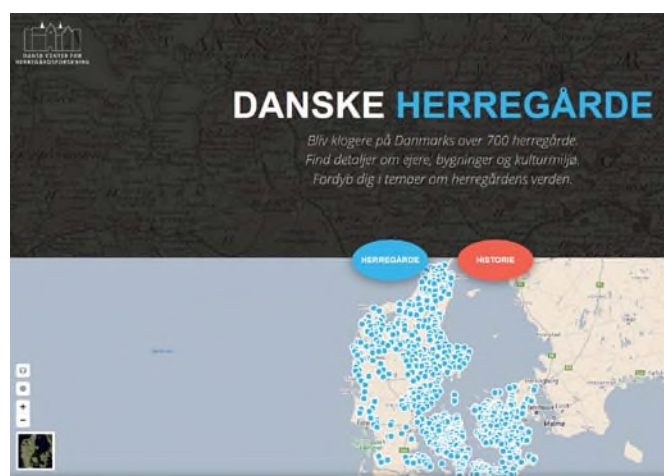 DANSK CENTER FOR
HERREGÅRDSFORSKNING
DANSKE HERREGÅRDE
Bliv klogere på Danmarks over 700 herregårde.
Find detaljer om ejere, bygninger og kulturmiljø.
Fordyb dig i temaer om herregårdens verden.
HERREGÅRDE
HISTORIE
+
−
Malmö